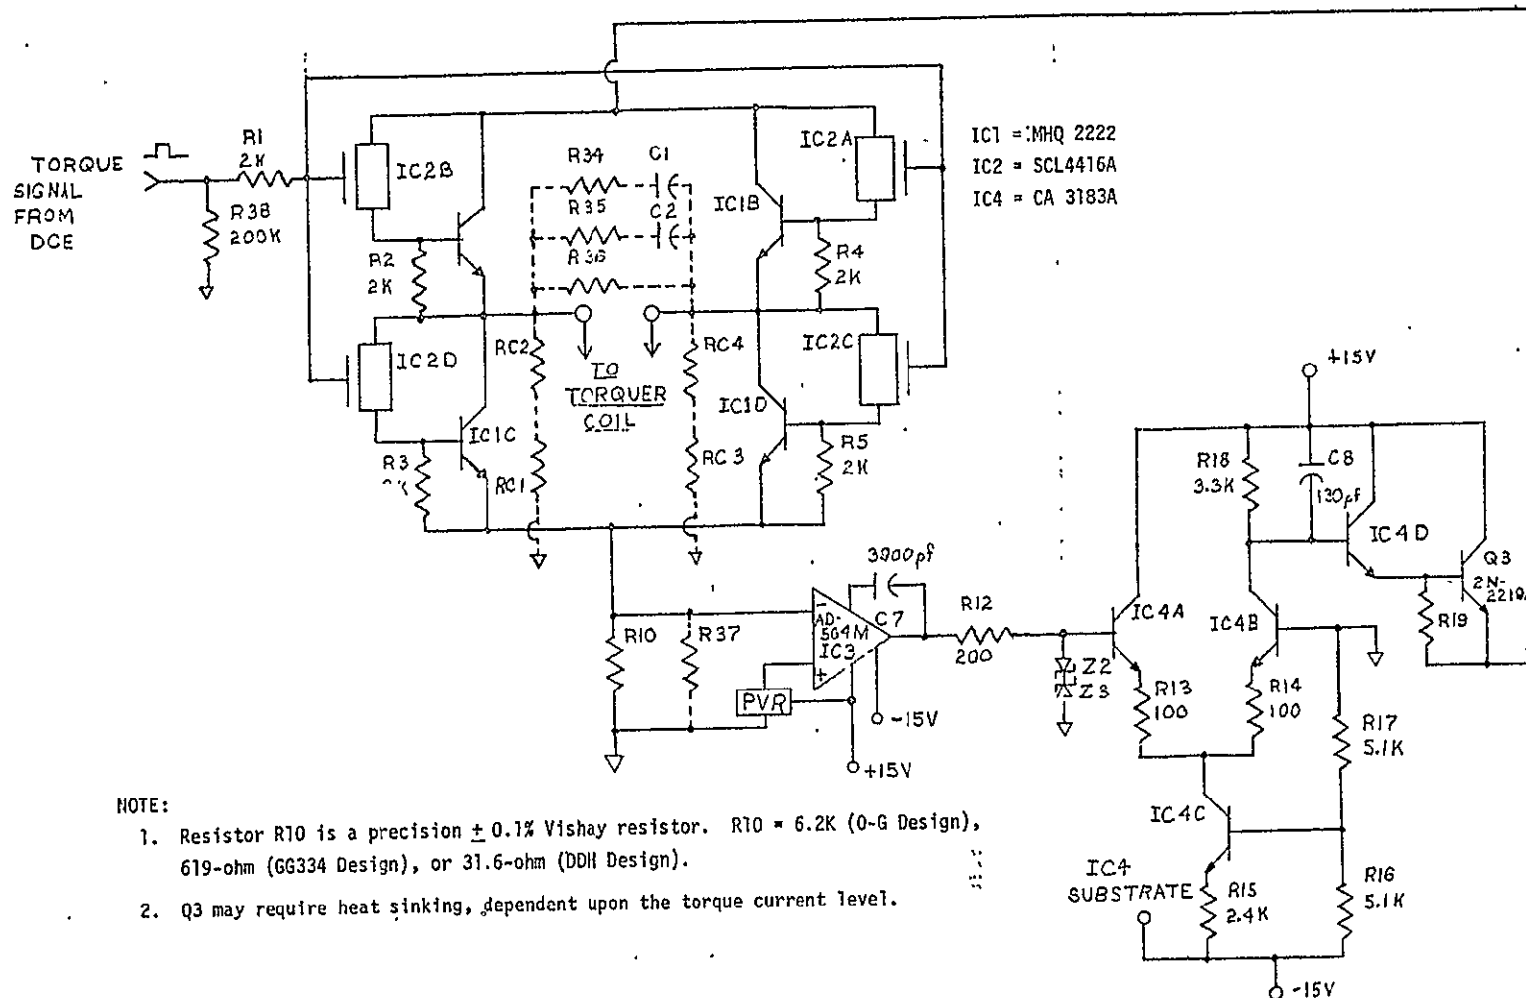 TORQUE
SIGNAL
FROM
DCE
R1
2K
R38
200K
IC2B
R2
2K
IC2D
R3
IC1C
R34
C1
R35
C2
R36
RC2
RC1
TO
TORQUER
COIL
RC4
RC3
IC1B
IC2A
R4
2K
IC2C
IC1D
R5
2K
IC1 = MHQ 2222
IC2 = SCL4416A
IC4 = CA 3183A
R10
R37
AD-
504M
IC3
-
+
PVR
3900pf
C7
-15V
+15V
R12
200
Z2
Z3
IC4A
R13
100
IC4B
R14
100
R18
3.3K
C8
130pf
+15V
IC4D
Q3
2N-
R19
R17
5.1K
IC4C
IC4
SUBSTRATE
R15
2.4K
R16
5.1K
-15V
NOTE:
1. Resistor R10 is a precision ± 0.1% Vishay resistor. R10 = 6.2K (O-G Design),
619-ohm (GG334 Design), or 31.6-ohm (DDH Design).
2. Q3 may require heat sinking, dependent upon the torque current level.